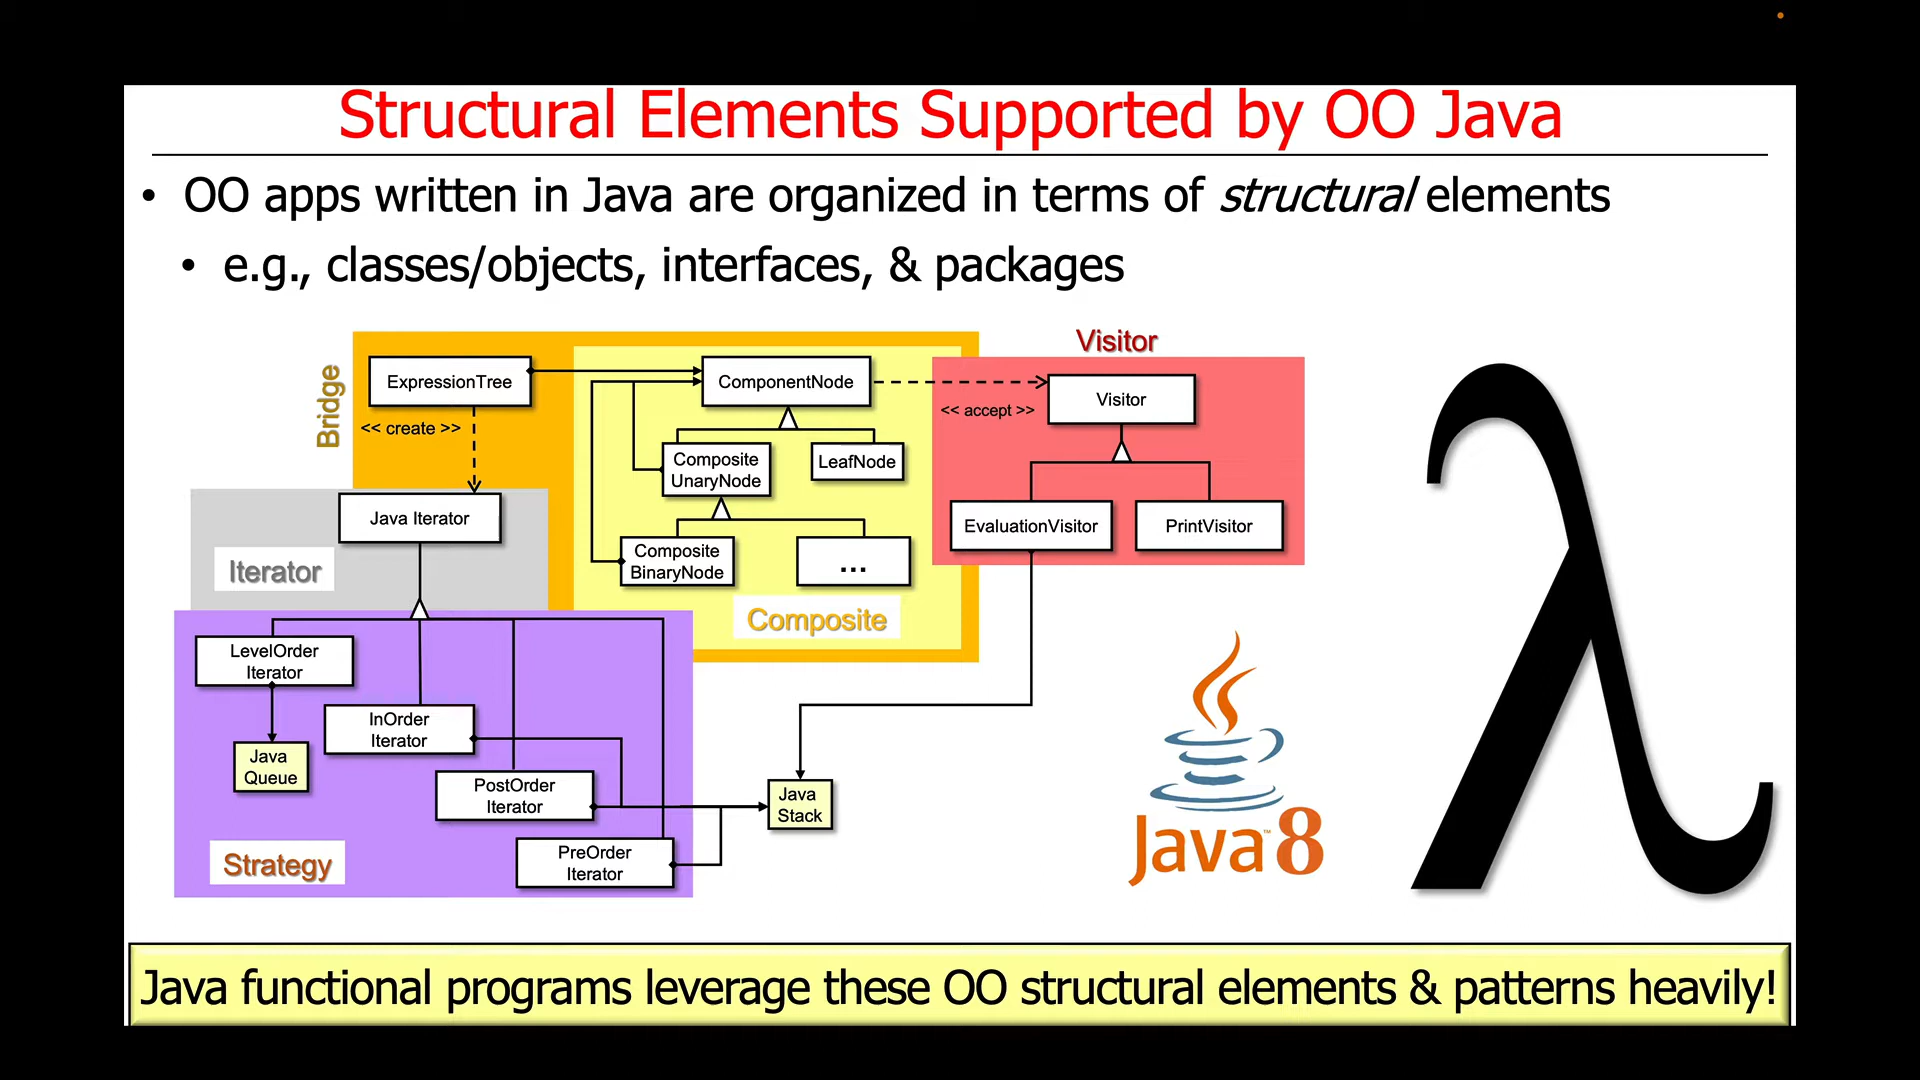 Structural Elements Supported by OO Java
• OO apps written in Java are organized in terms of structural elements
• e.g., classes/objects, interfaces, & packages
Bridge
ExpressionTree
<< create >>
ComponentNode
Composite
UnaryNode
LeafNode
Composite
BinaryNode
...
Composite
Visitor
<< accept >>
Visitor
EvaluationVisitor
PrintVisitor
Java Iterator
Iterator
LevelOrder
Iterator
InOrder
Iterator
Java
Queue
PostOrder
Iterator
PreOrder
Iterator
Strategy
Java
Stack
Java™ 8
λ
Java functional programs leverage these OO structural elements & patterns heavily!